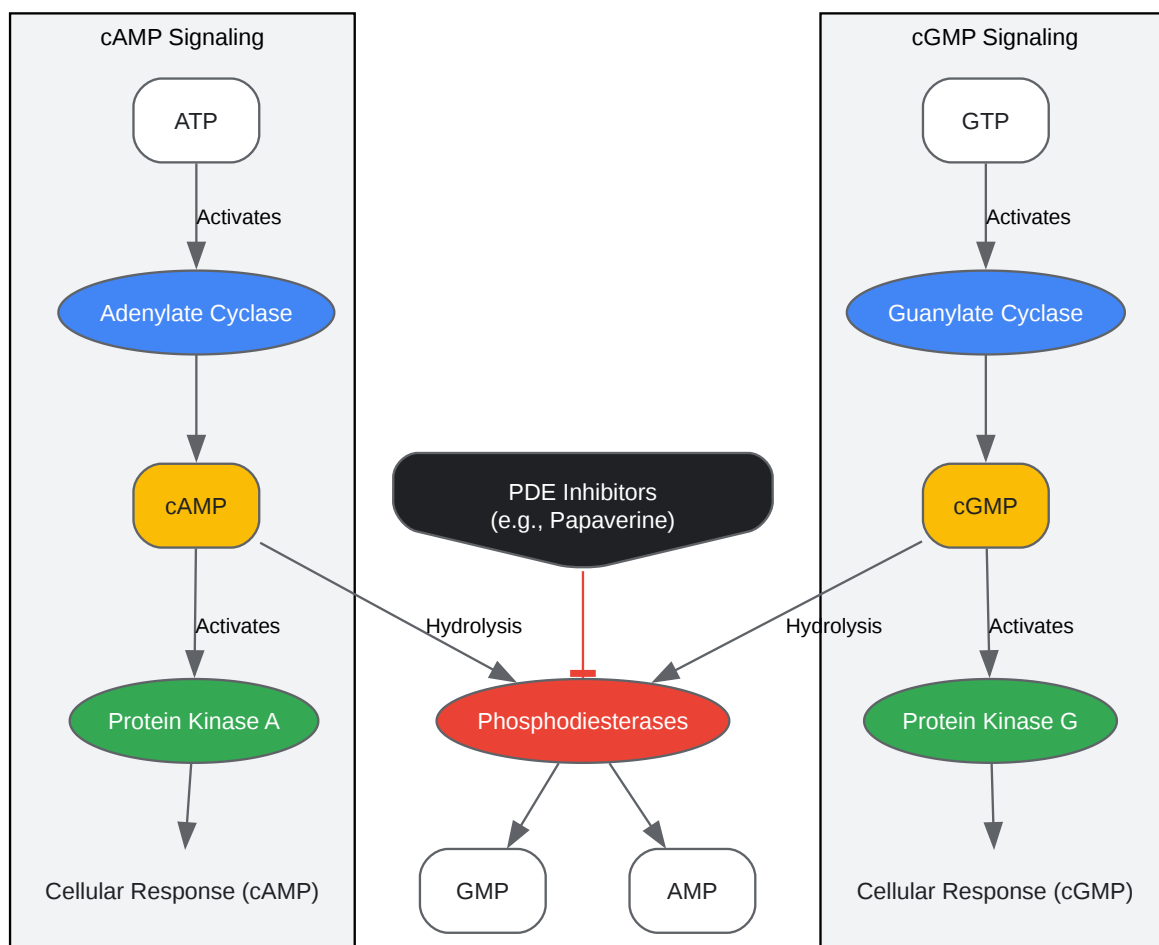 cAMP Signaling
cGMP Signaling
ATP
GTP
Activates
Activates
Adenylate Cyclase
Guanylate Cyclase
cAMP
PDE Inhibitors
(e.g., Papaverine)
cGMP
Activates
Hydrolysis
Hydrolysis
Activates
Protein Kinase A
Phosphodiesterases
Protein Kinase G
Cellular Response (cAMP)
GMP
AMP
Cellular Response (cGMP)